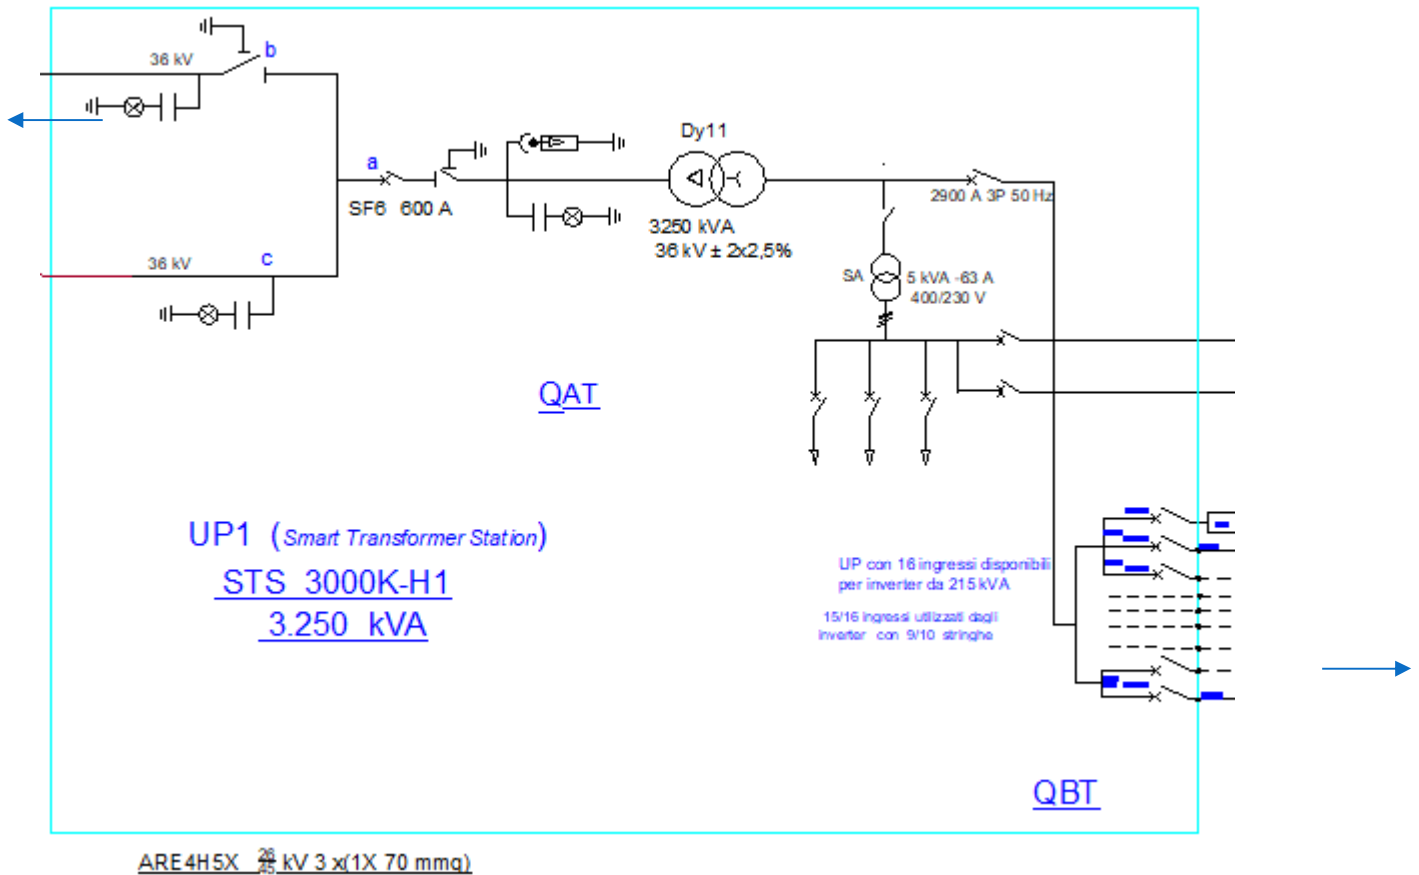 b
36 kV
Dy11
a
SF6 600 A
2900 A 3P 50 Hz
3250 kVA
36 kV ± 2x2,5%
36 kV
c
SA
5 kVA -63 A
400/230 V
QAT
UP1 (Smart Transformer Station)
STS 3000K-H1
3.250 kVA
UP con 16 ingressi disponibili
per inverter da 215 kVA
15/16 ingressi utilizzati dagli
inverter con 9/10 stringhe
QBT
ARE4H5X 26/45 kV 3 x(1X 70 mmq)